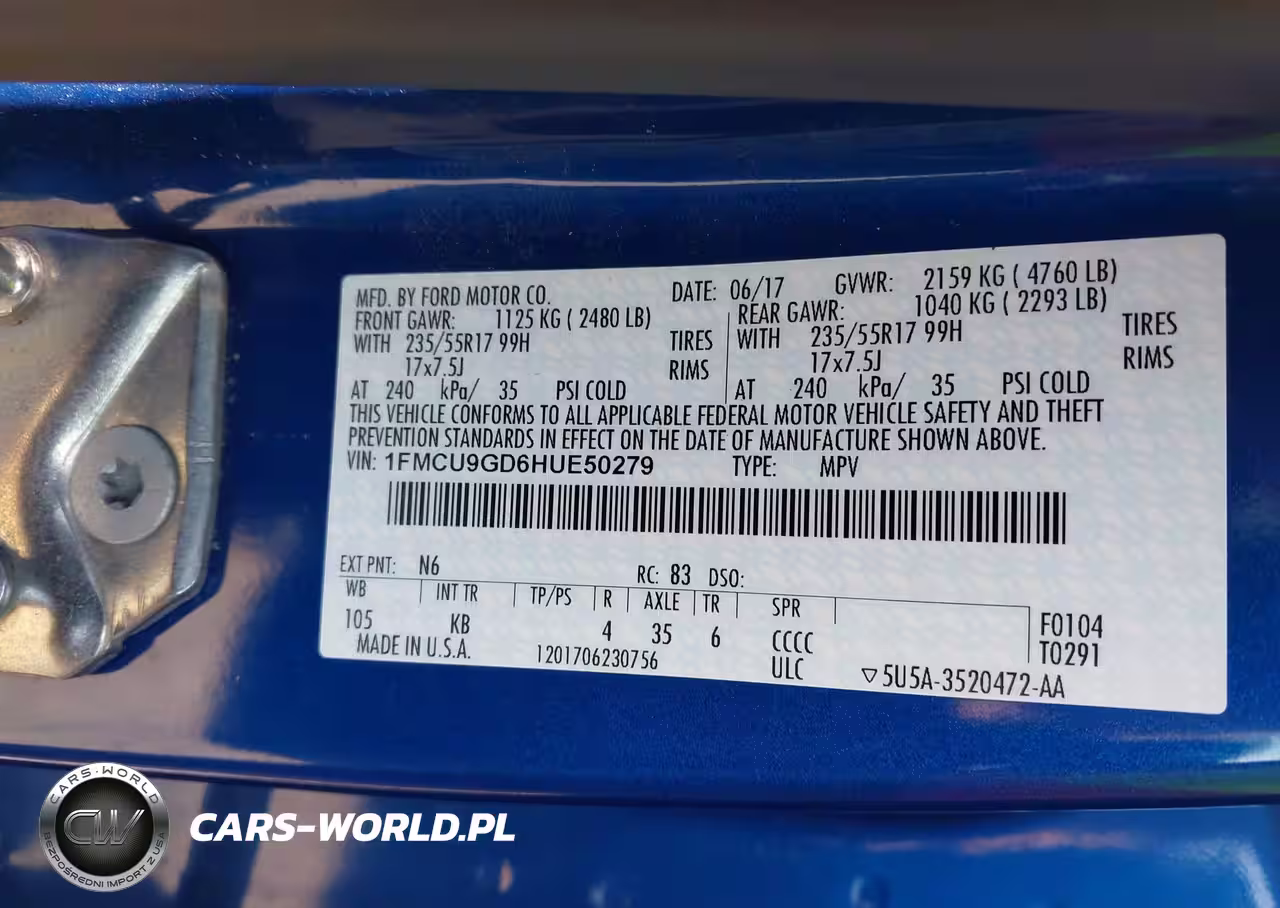 MFD. BY FORD MOTOR CO. DATE: 06/17 GVWR: 2159 KG ( 4760 LB)
FRONT GAWR: 1125 KG ( 2480 LB) REAR GAWR: 1040 KG ( 2293 LB)
WITH 235/55R17 99H TIRES WITH 235/55R17 99H TIRES
17x7.5J RIMS 17x7.5J RIMS
AT 240 kPa/ 35 PSI COLD AT 240 kPa/ 35 PSI COLD
THIS VEHICLE CONFORMS TO ALL APPLICABLE FEDERAL MOTOR VEHICLE SAFETY AND THEFT
PREVENTION STANDARDS IN EFFECT ON THE DATE OF MANUFACTURE SHOWN ABOVE.
VIN: 1FMCU9GD6HUE50279 TYPE: MPV
EXT PNT: N6 RC: 83 DSO:
WB INT TR TP/PS R AXLE TR SPR
105 KB 4 35 6 CCCC F0104
MADE IN U.S.A. 1201706230756 ULC T0291
▽5U5A-3520472-AA
CARS-WORLD
CW
BEZPOŚREDNI IMPORT Z USA
CARS-WORLD.PL